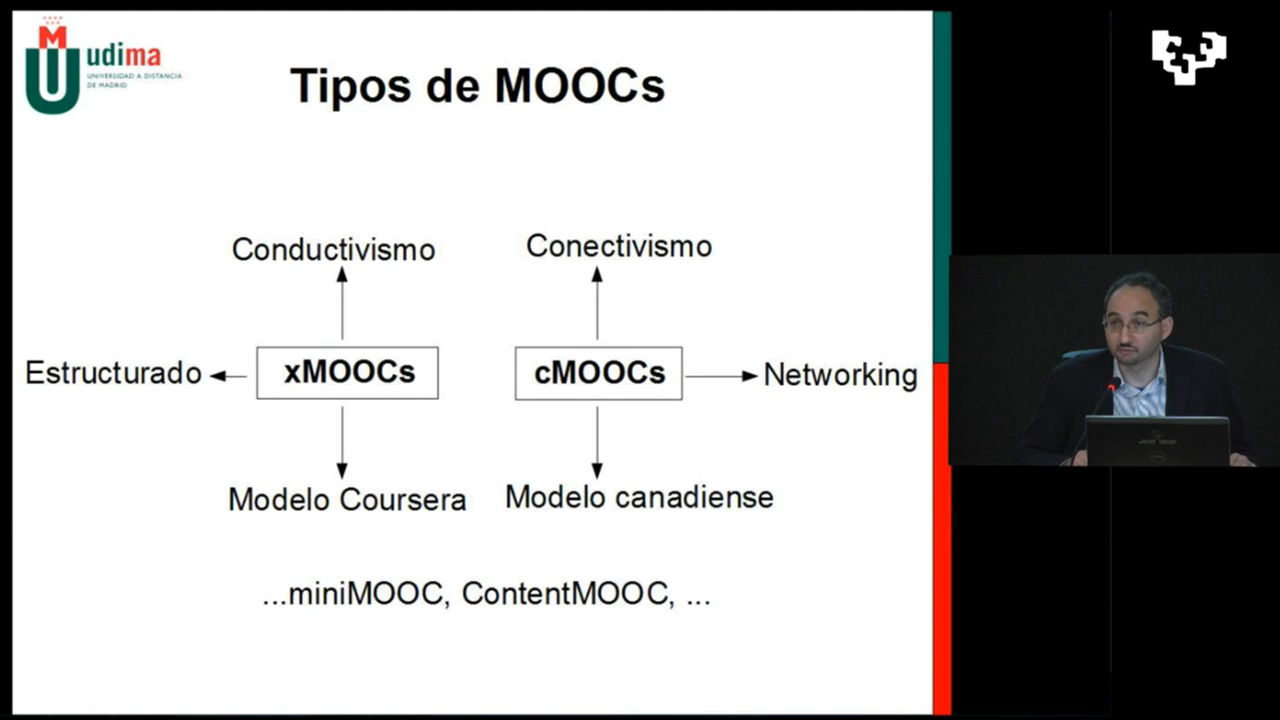 udima
UNIVERSIDAD A DISTANCIA
DE MADRID
Tipos de MOOCs
Conductivismo
Conectivismo
Estructurado
xMOOCs
cMOOCs
Networking
Modelo Coursera
Modelo canadiense
...miniMOOC, ContentMOOC, ...